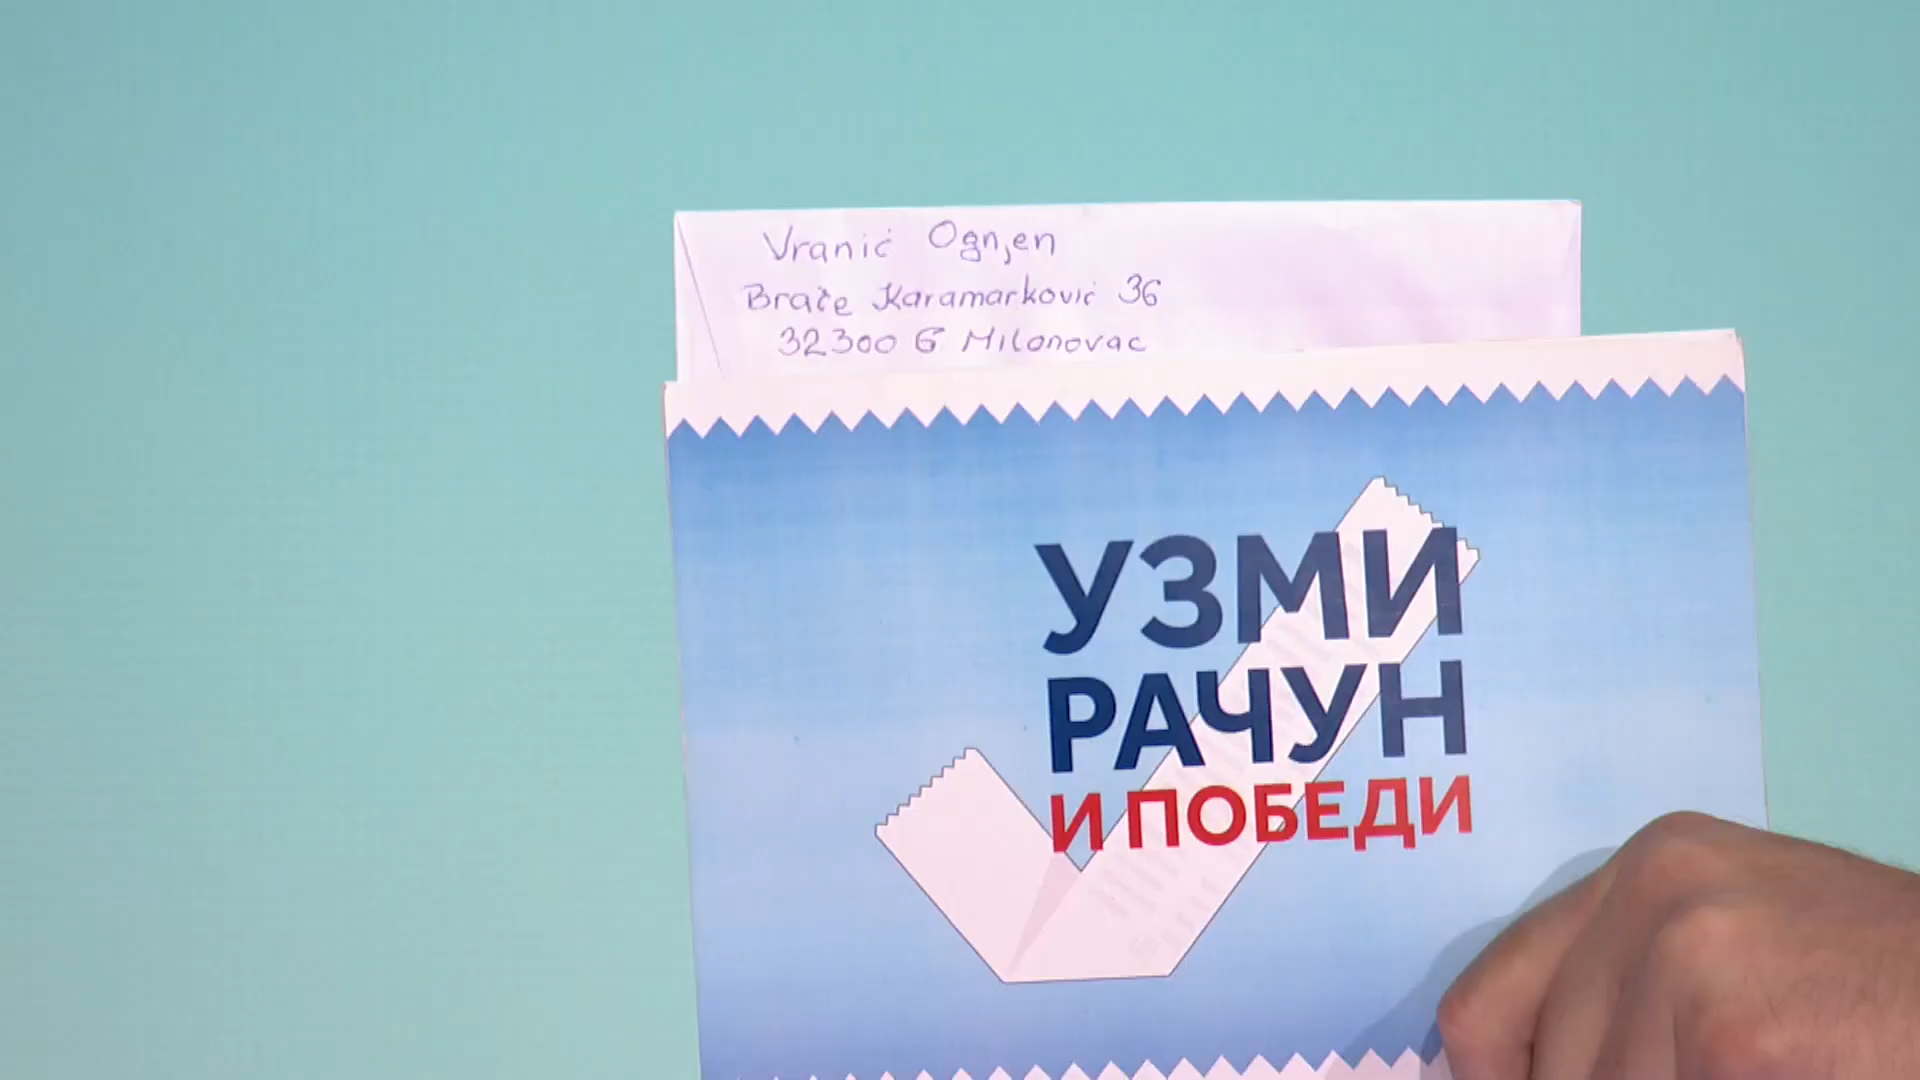 Vranić Ognjen
Braće Karamarković 36
32300 G Milanovac
УЗМИ
РАЧУН
И ПОБЕДИ